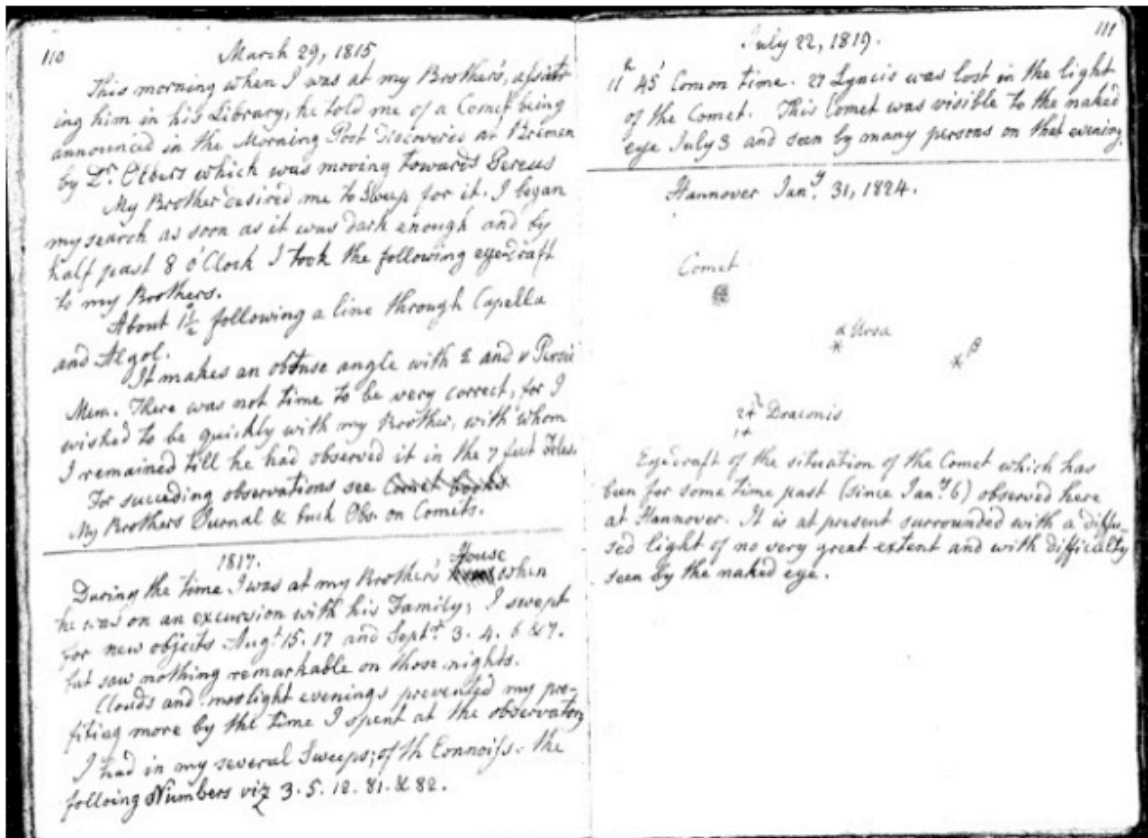 110
March 29, 1815
This morning when I was at my Brother's, assist
ing him in his Library, he told me of a Comet being
announced in the Morning Post Discoveries at Bremen
by Dr. Olbers which was moving towards Perseus
My Brother desired me to Sweep for it. I began
my search as soon as it was dark enough and by
half past 8 o'Clock I took the following eyedraft
to my Brothers.
About 1½ following a line through Capella
and Algol.
It makes an obtuse angle with ε and ν Persei
Mem. There was not time to be very correct, for I
wished to be quickly with my Brother, with whom
I remained till he had observed it in the 7 feet Teles.
For succeding observations see Comet books
My Brothers Jurnal & buck Obs. on Comets.
1817.
During the time I was at my Brother's House when
he was on an excursion with his Family; I swept
for new objects Augt. 15. 17 and Septr. 3. 4. 6 & 7.
but saw nothing remarkable on those nights.
Clouds and moolight evenings prevented my pro-
fiting more by the time I spent at the observatory
I had in my several Sweeps; of th Connoiss. the
folloing Numbers viz 3. 5. 12. 81. & 82.
111
July 22, 1819.
11h 45' Comon time. 27 Lyncis was lost in the light
of the Comet. This Comet was visible to the naked
eye July 3 and seen by many persons on that evening.
Hannover Jany. 31, 1824.
Comet
α Ursa
β
Draconis
Eyedraft of the situation of the Comet which has
been for some time past (since Jany 6) observed here
at Hannover. It is at present surrounded with a diffu-
sed light of no very great extent and with difficulty
seen by the naked eye.